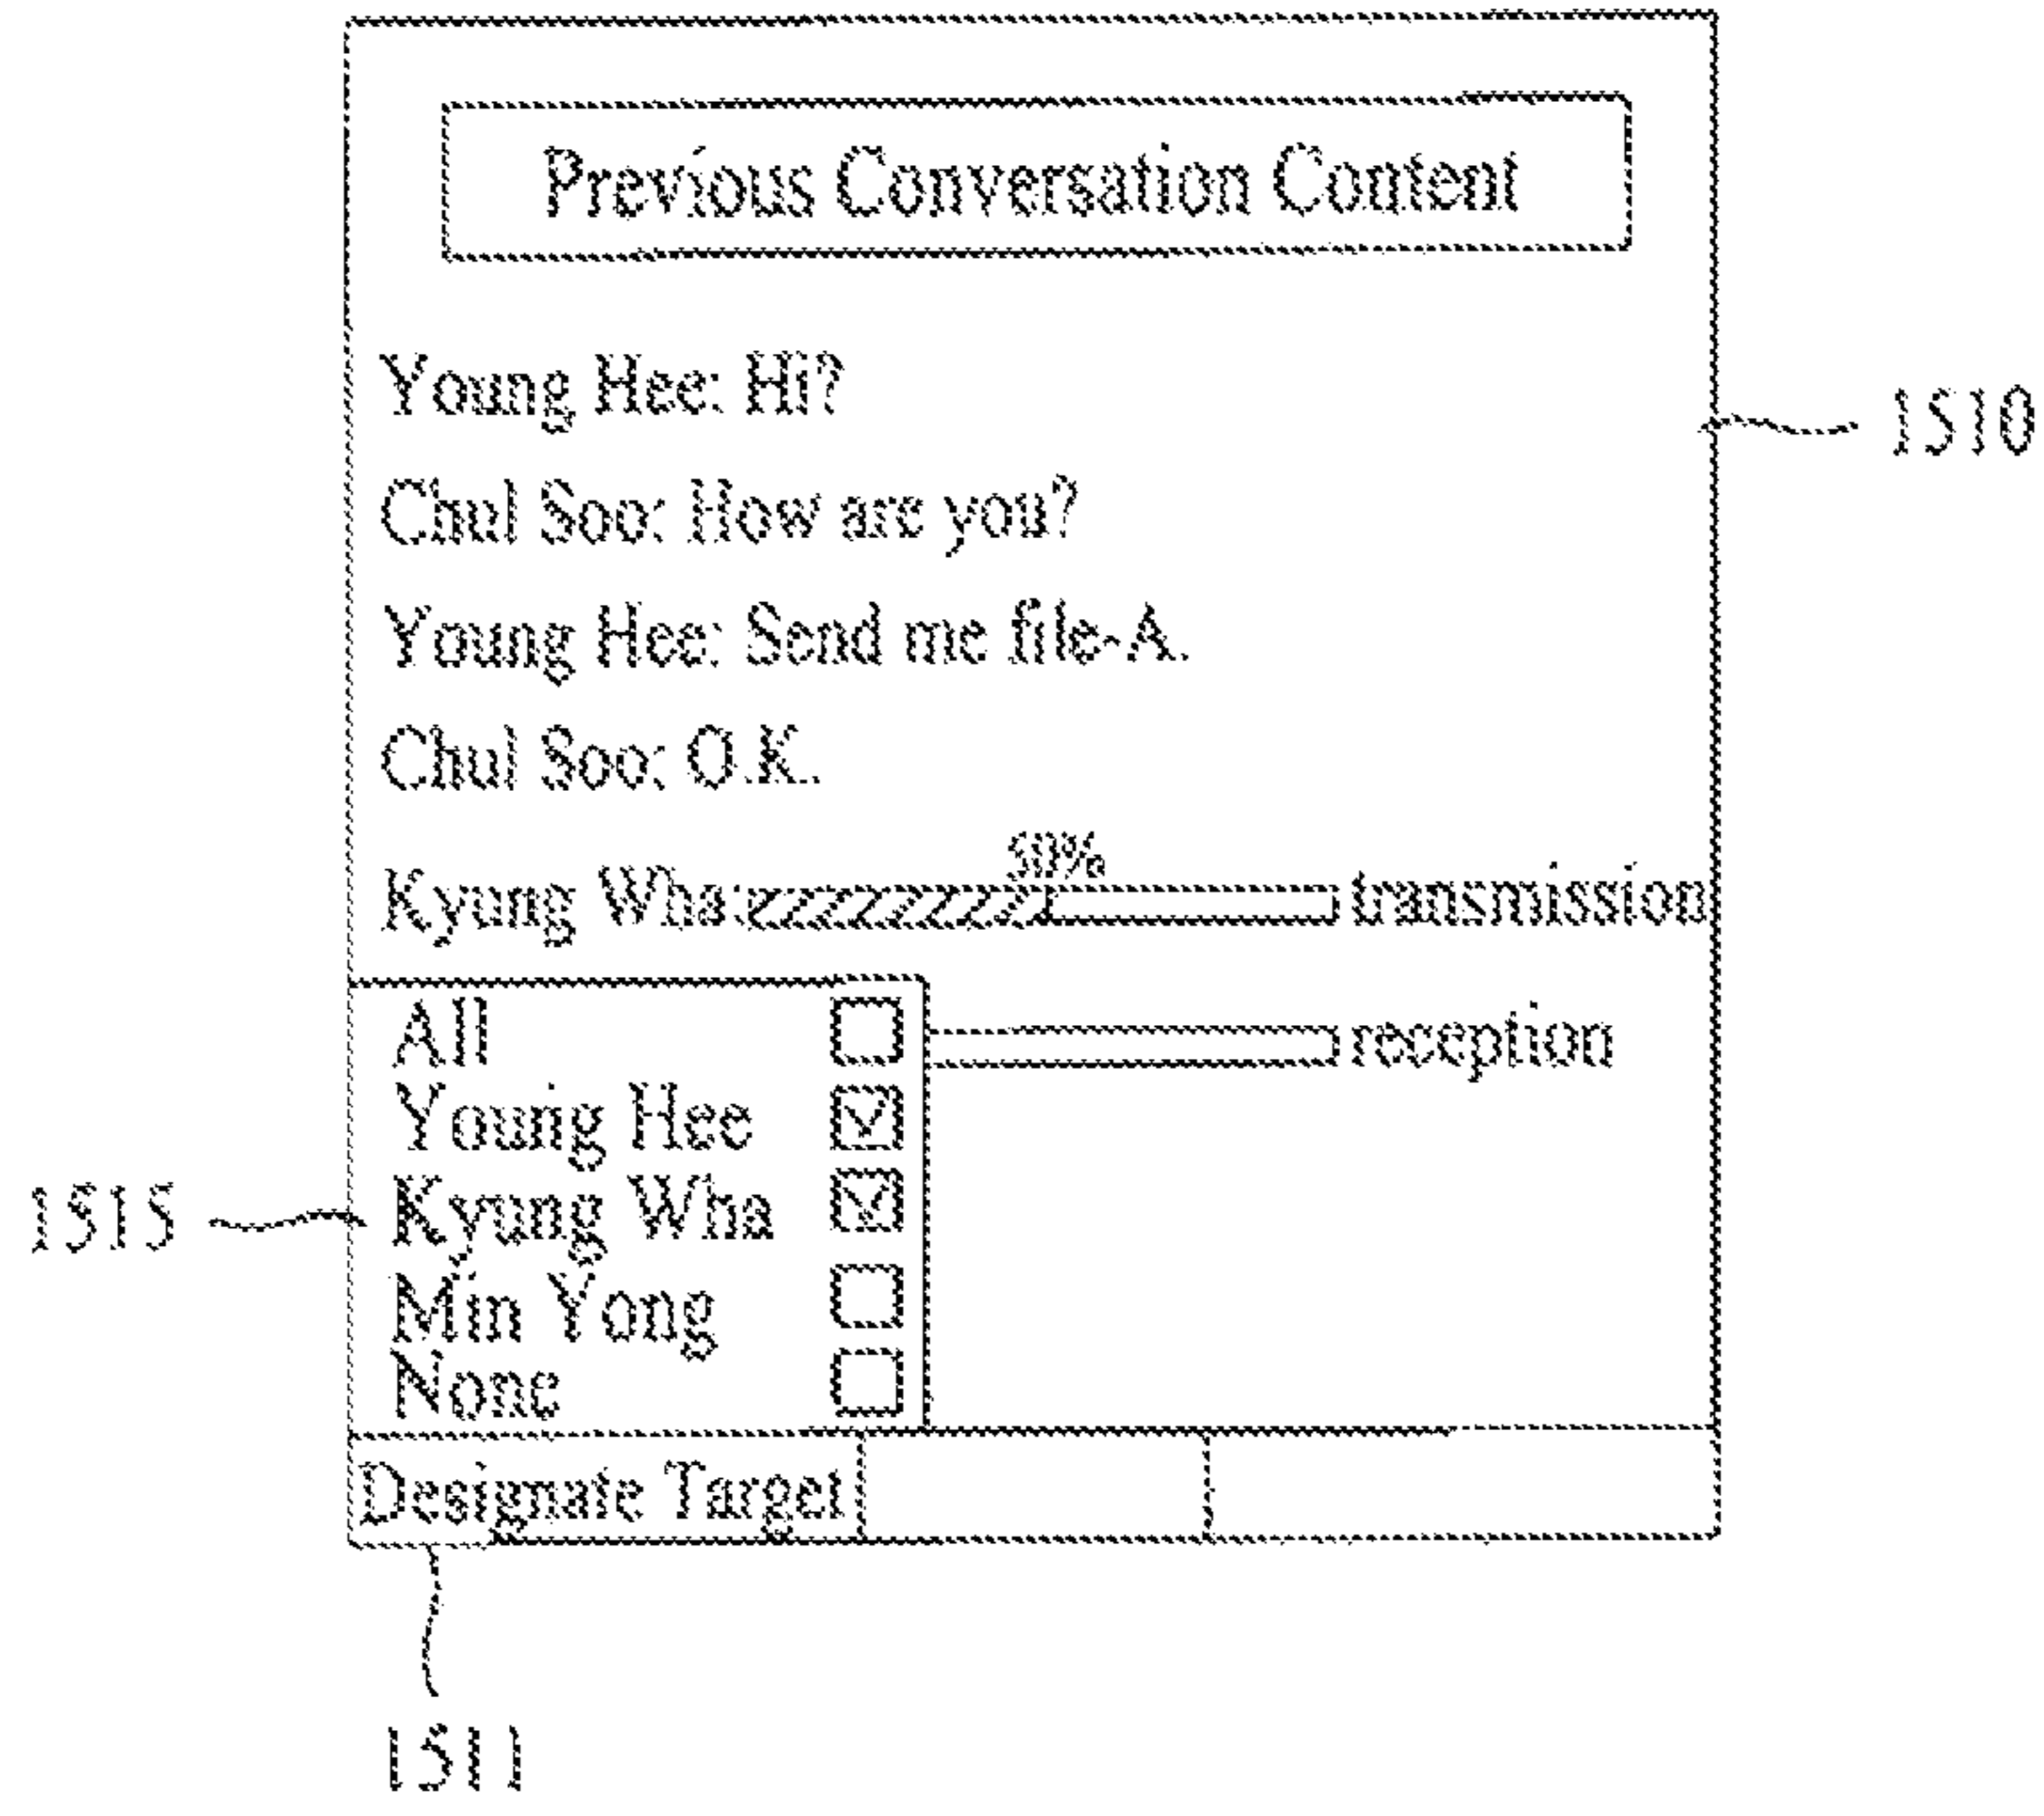 Previous Conversation Content
Young Hee: Hi?
1510
Chul Soo: How are you?
Young Hee: Send me file-A.
Chul Soo: O.K.
50%
Kyung Wha: transmission
All
reception
Young Hee
1515
Kyung Wha
Min Yong
None
Designate Target
1511